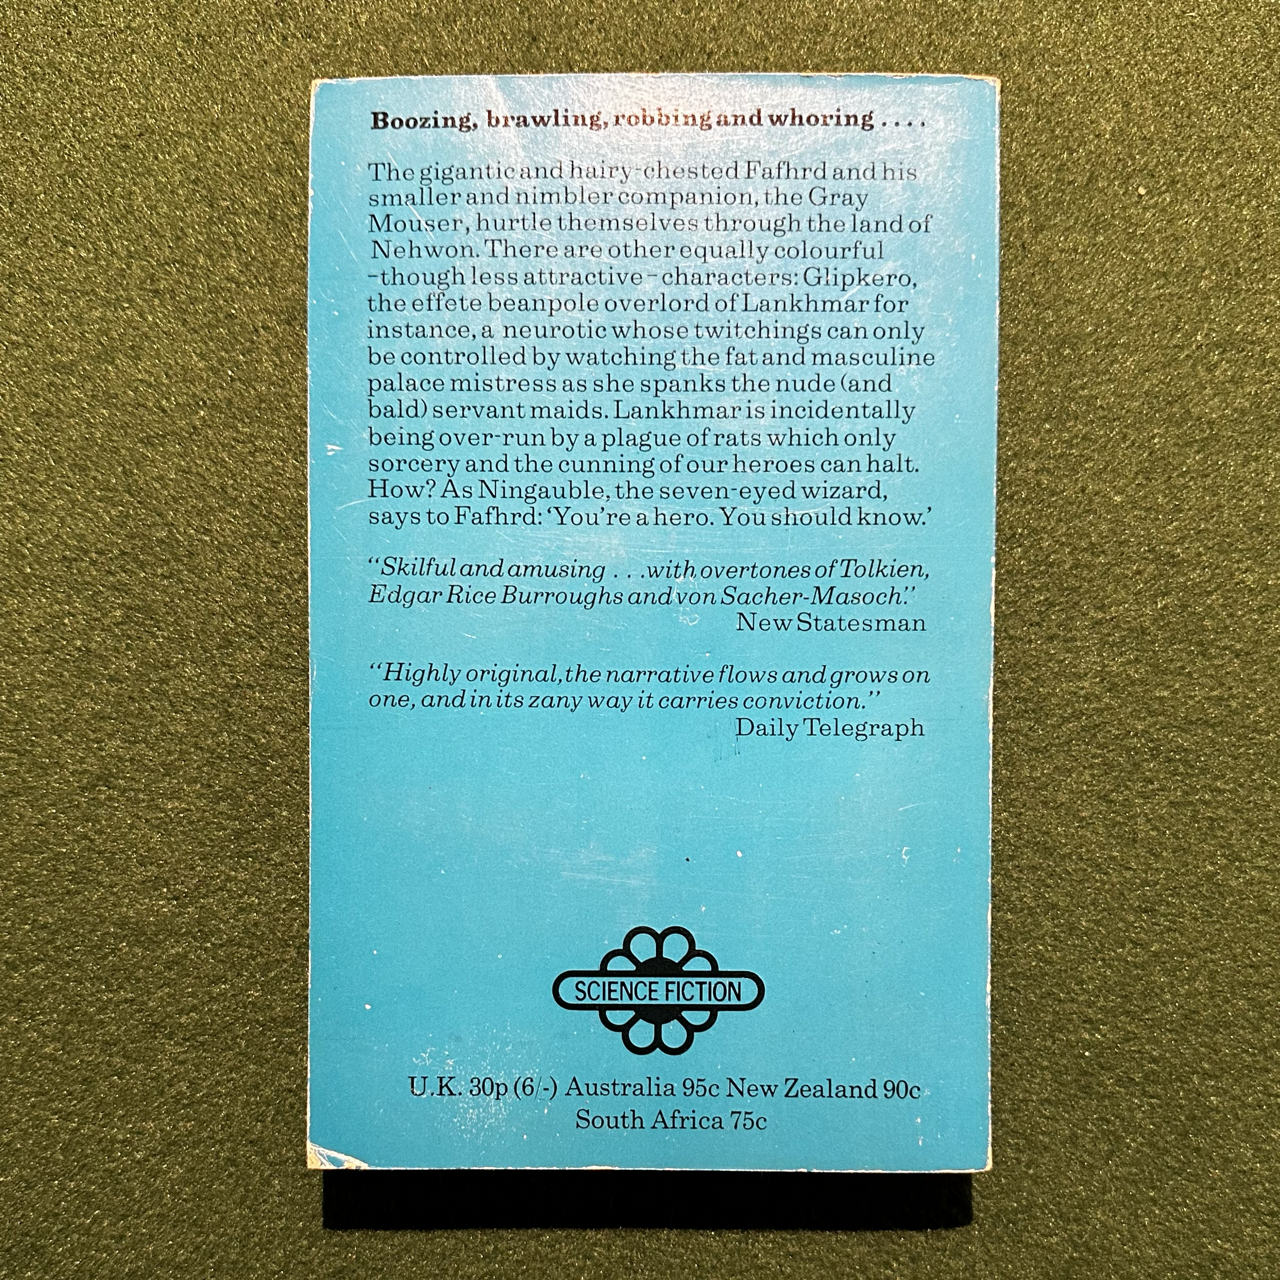 Boozing, brawling, robbing and whoring ....
The gigantic and hairy-chested Fafhrd and his
smaller and nimbler companion, the Gray
Mouser, hurtle themselves through the land of
Nehwon. There are other equally colourful
–though less attractive–characters: Glipkero,
the effete beanpole overlord of Lankhmar for
instance, a neurotic whose twitchings can only
be controlled by watching the fat and masculine
palace mistress as she spanks the nude (and
bald) servant maids. Lankhmar is incidentally
being over-run by a plague of rats which only
sorcery and the cunning of our heroes can halt.
How? As Ningauble, the seven-eyed wizard,
says to Fafhrd: ‘You’re a hero. You should know.’
“Skilful and amusing ...with overtones of Tolkien,
Edgar Rice Burroughs and von Sacher-Masoch.”
New Statesman
“Highly original, the narrative flows and grows on
one, and in its zany way it carries conviction.”
Daily Telegraph
SCIENCE FICTION
U.K. 30p (6/-) Australia 95c New Zealand 90c
South Africa 75c